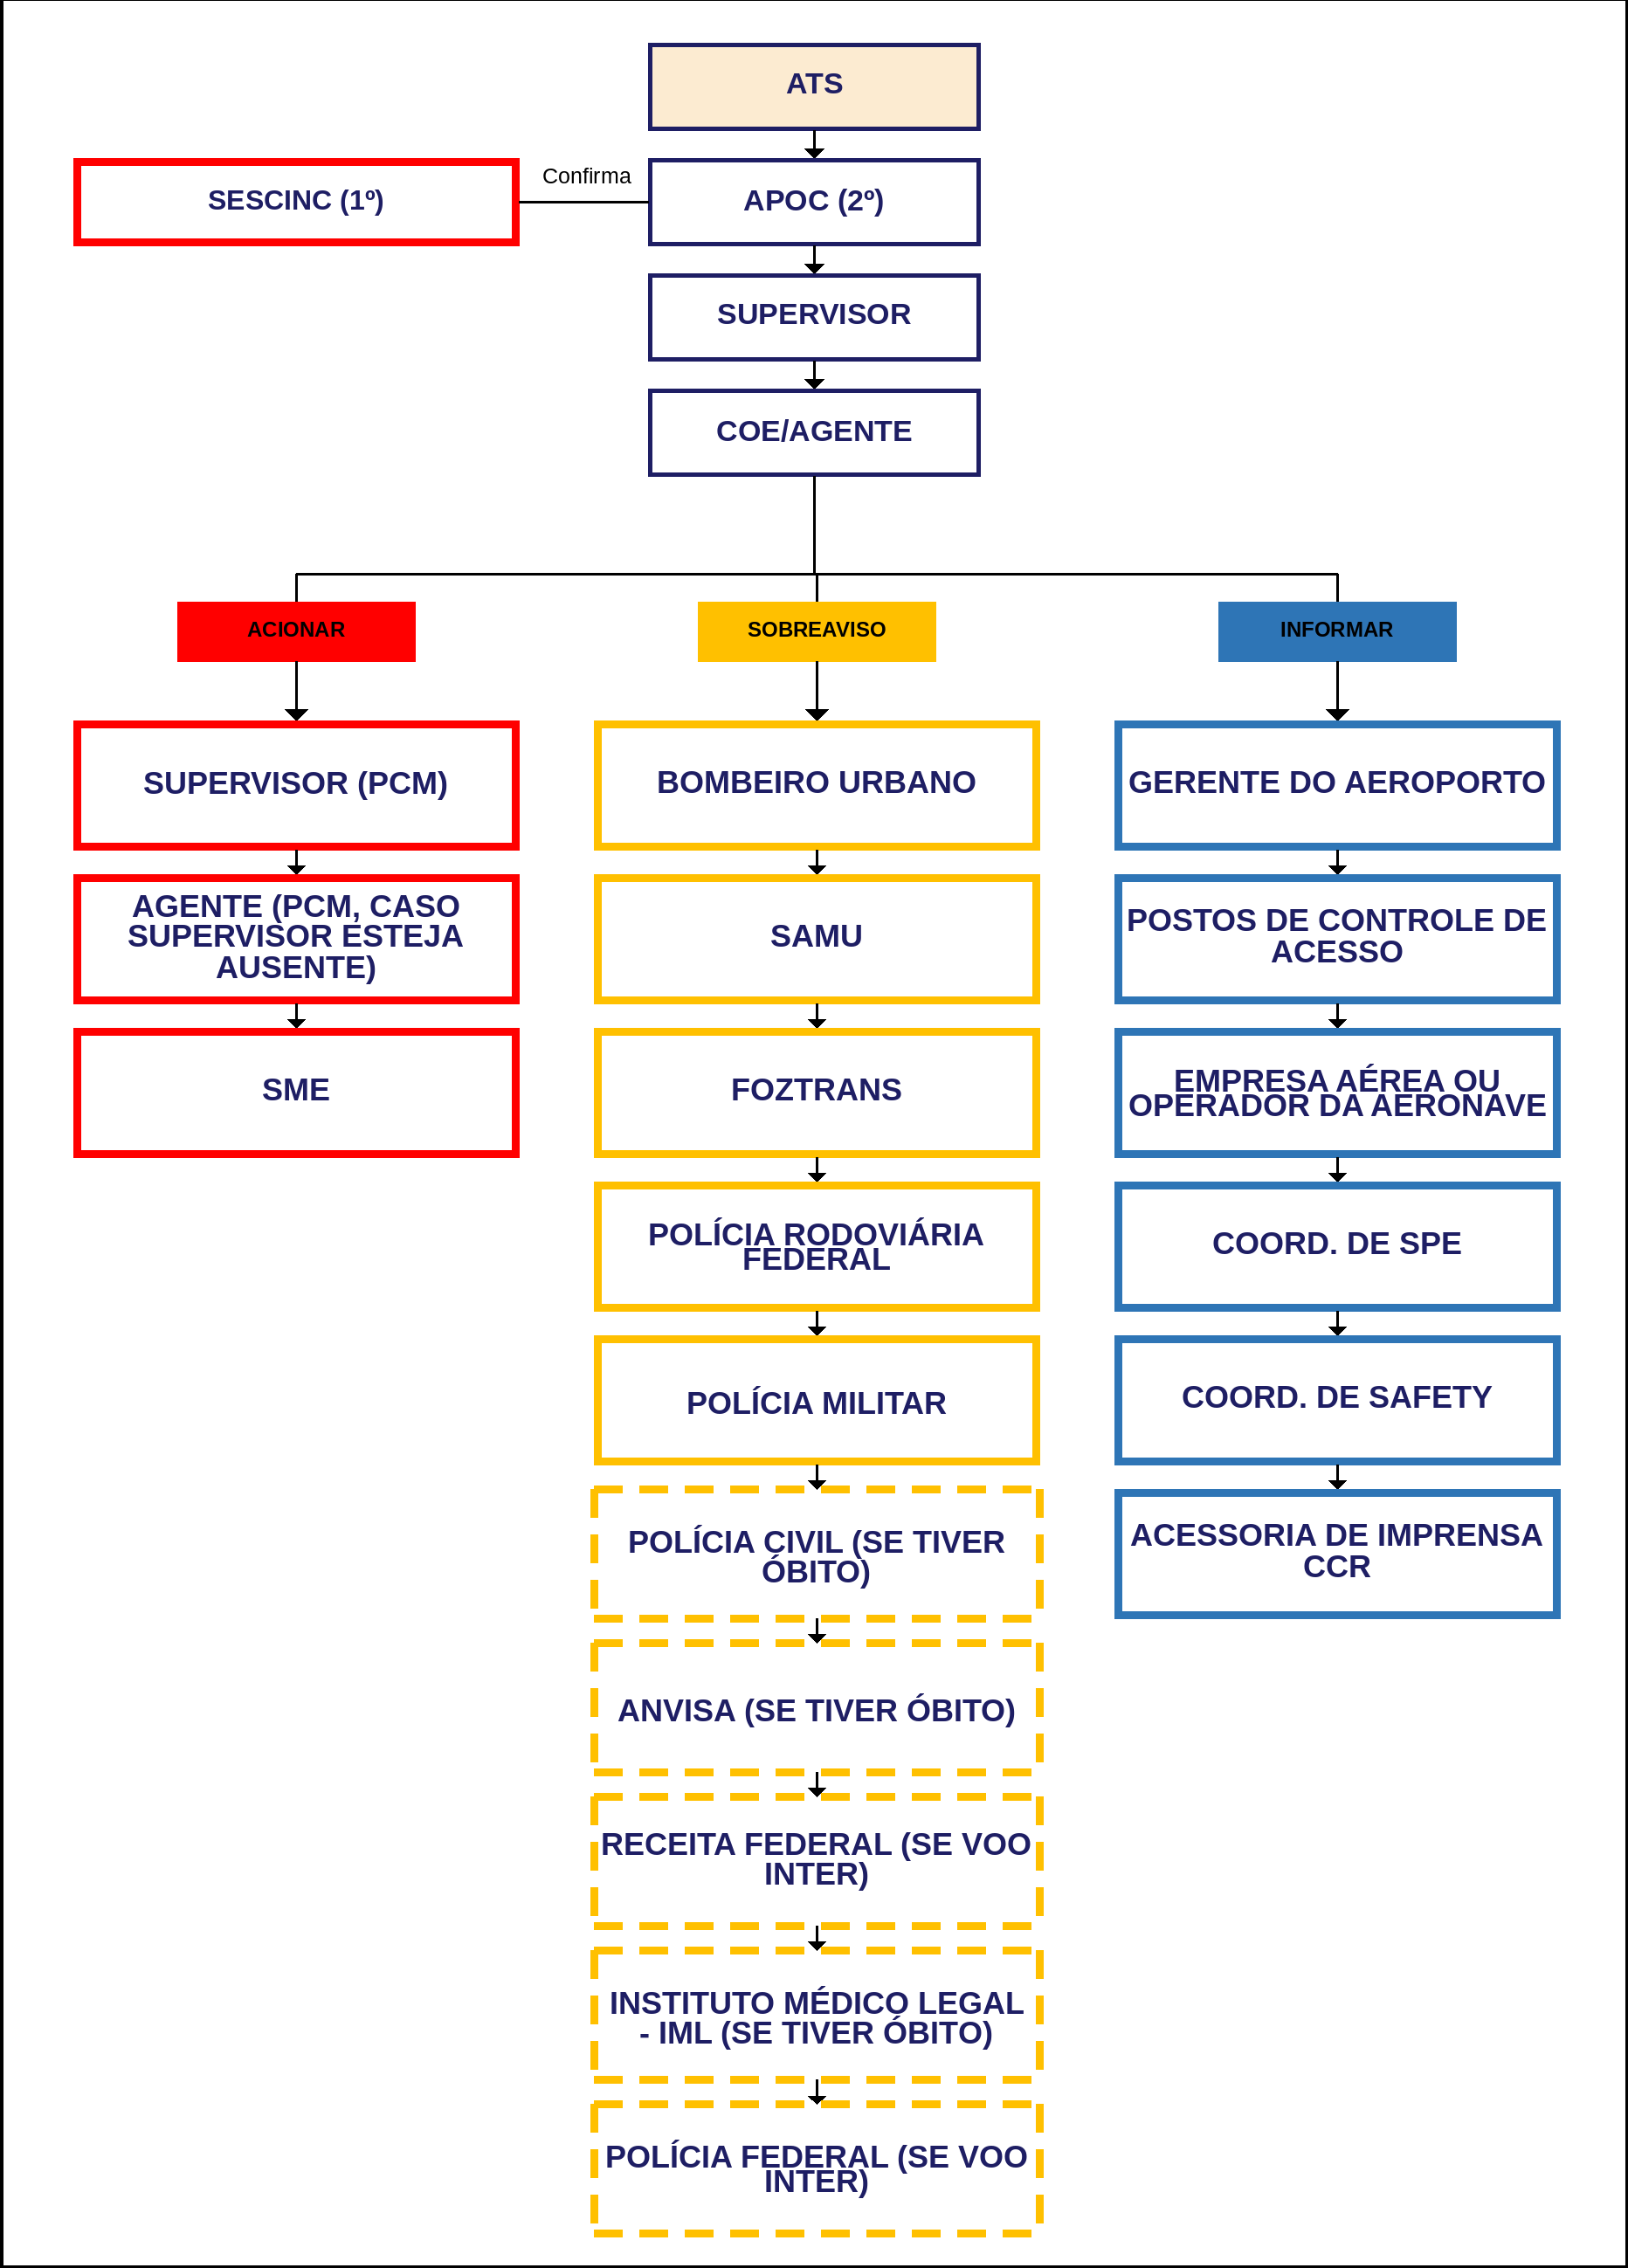 ATS
Confirma
SESCINC (1º)
APOC (2º)
SUPERVISOR
COE/AGENTE
ACIONAR
SOBREAVISO
INFORMAR
SUPERVISOR (PCM)
AGENTE (PCM, CASO
SUPERVISOR ESTEJA
AUSENTE)
SME
BOMBEIRO URBANO
SAMU
FOZTRANS
POLÍCIA RODOVIÁRIA
FEDERAL
POLÍCIA MILITAR
POLÍCIA CIVIL (SE TIVER
ÓBITO)
ANVISA (SE TIVER ÓBITO)
RECEITA FEDERAL (SE VOO
INTER)
INSTITUTO MÉDICO LEGAL
- IML (SE TIVER ÓBITO)
POLÍCIA FEDERAL (SE VOO
INTER)
GERENTE DO AEROPORTO
POSTOS DE CONTROLE DE
ACESSO
EMPRESA AÉREA OU
OPERADOR DA AERONAVE
COORD. DE SPE
COORD. DE SAFETY
ACESSORIA DE IMPRENSA
CCR